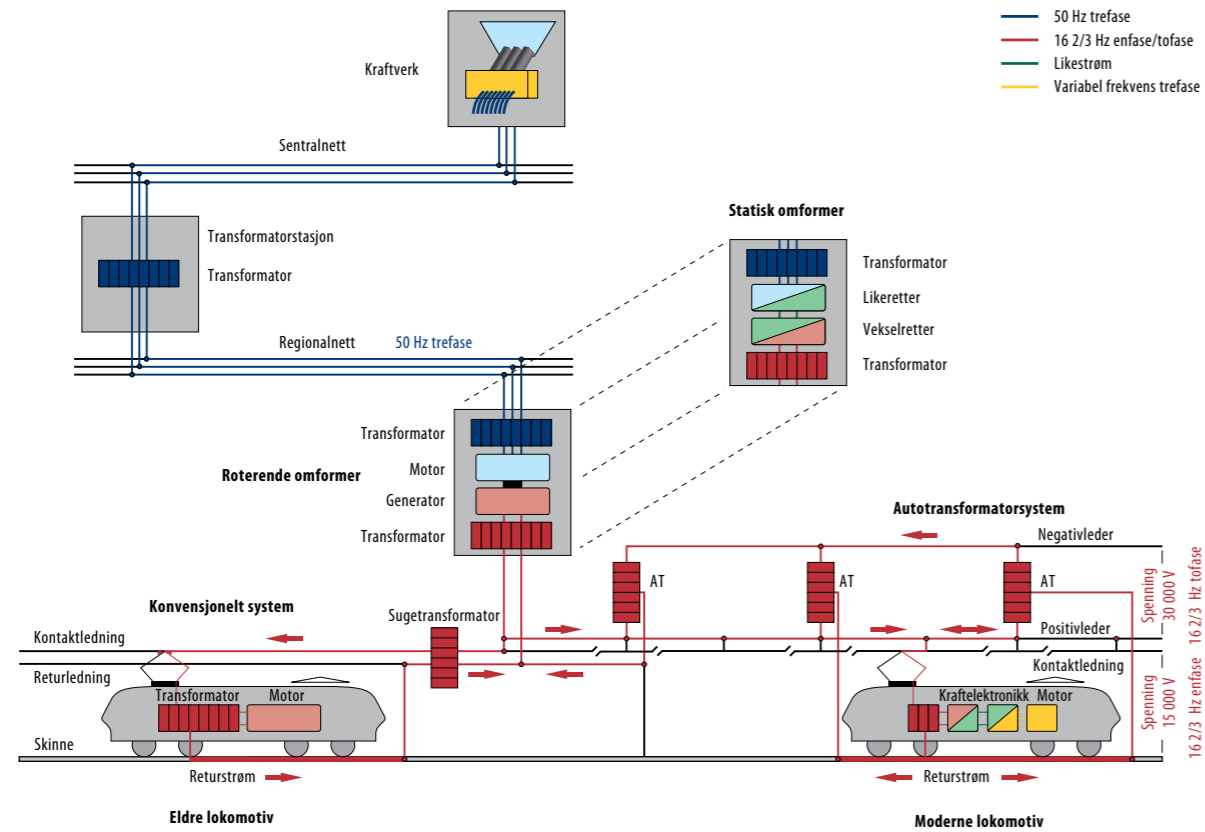 50 Hz trefase
16 2/3 Hz enfase/tofase
Likestrøm
Variabel frekvens trefase
Kraftverk
Sentralnett
Transformatorstasjon
Transformator
Statisk omformer
Transformator
Likeretter
Vekselretter
Transformator
Regionalnett 50 Hz trefase
Transformator
Motor
Roterende omformer
Generator
Transformator
Autotransformatorsystem
Negativleder
AT
AT
AT
Spenning
30 000 V
16 2/3 Hz tofase
Konvensjonelt system
Sugetransformator
Kontaktledning
Positivleder
Returledning
Kontaktledning
Transformator Motor
Kraftelektronikk Motor
Spenning
15 000 V
16 2/3 Hz enfase
Skinne
Returstrøm
Returstrøm
Eldre lokomotiv
Moderne lokomotiv